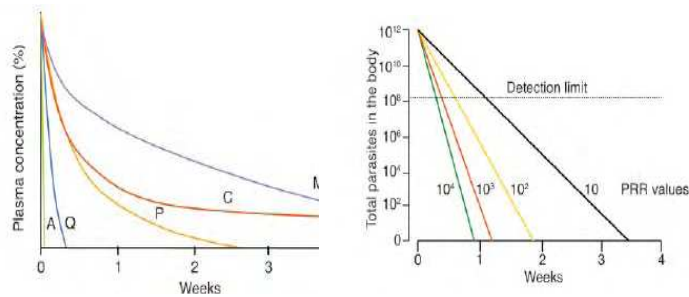 Plasma concentration (%)
A
Q
P
C
M
0
1
2
3
Weeks
Total parasites in the body
10¹²
10¹⁰
10⁸
10⁶
10⁴
10²
0
Detection limit
10⁴
10³
10²
10
PRR values
0
1
2
3
4
Weeks